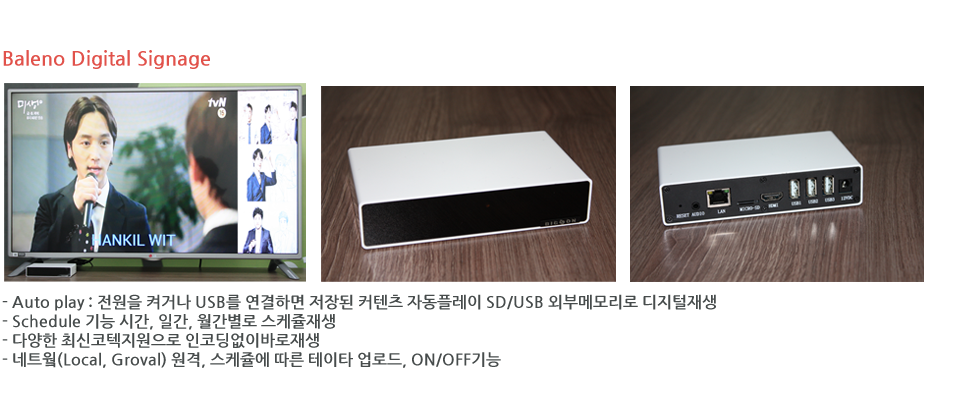 Baleno Digital Signage
미생
tvN
15
NANKIL WIT
RESET AUDIO LAN MICRO-SD HDMI USB1 USB2 USB3 12VDC
- Auto play : 전원을 켜거나 USB를 연결하면 저장된 커텐츠 자동플레이 SD/USB 외부메모리로 디지털재생
- Schedule 기능 시간, 일간, 월간별로 스케쥴재생
- 다양한 최신코텍지원으로 인코딩없이바로재생
- 네트웤(Local, Groval) 원격, 스케쥴에 따른 테이타 업로드, ON/OFF기능